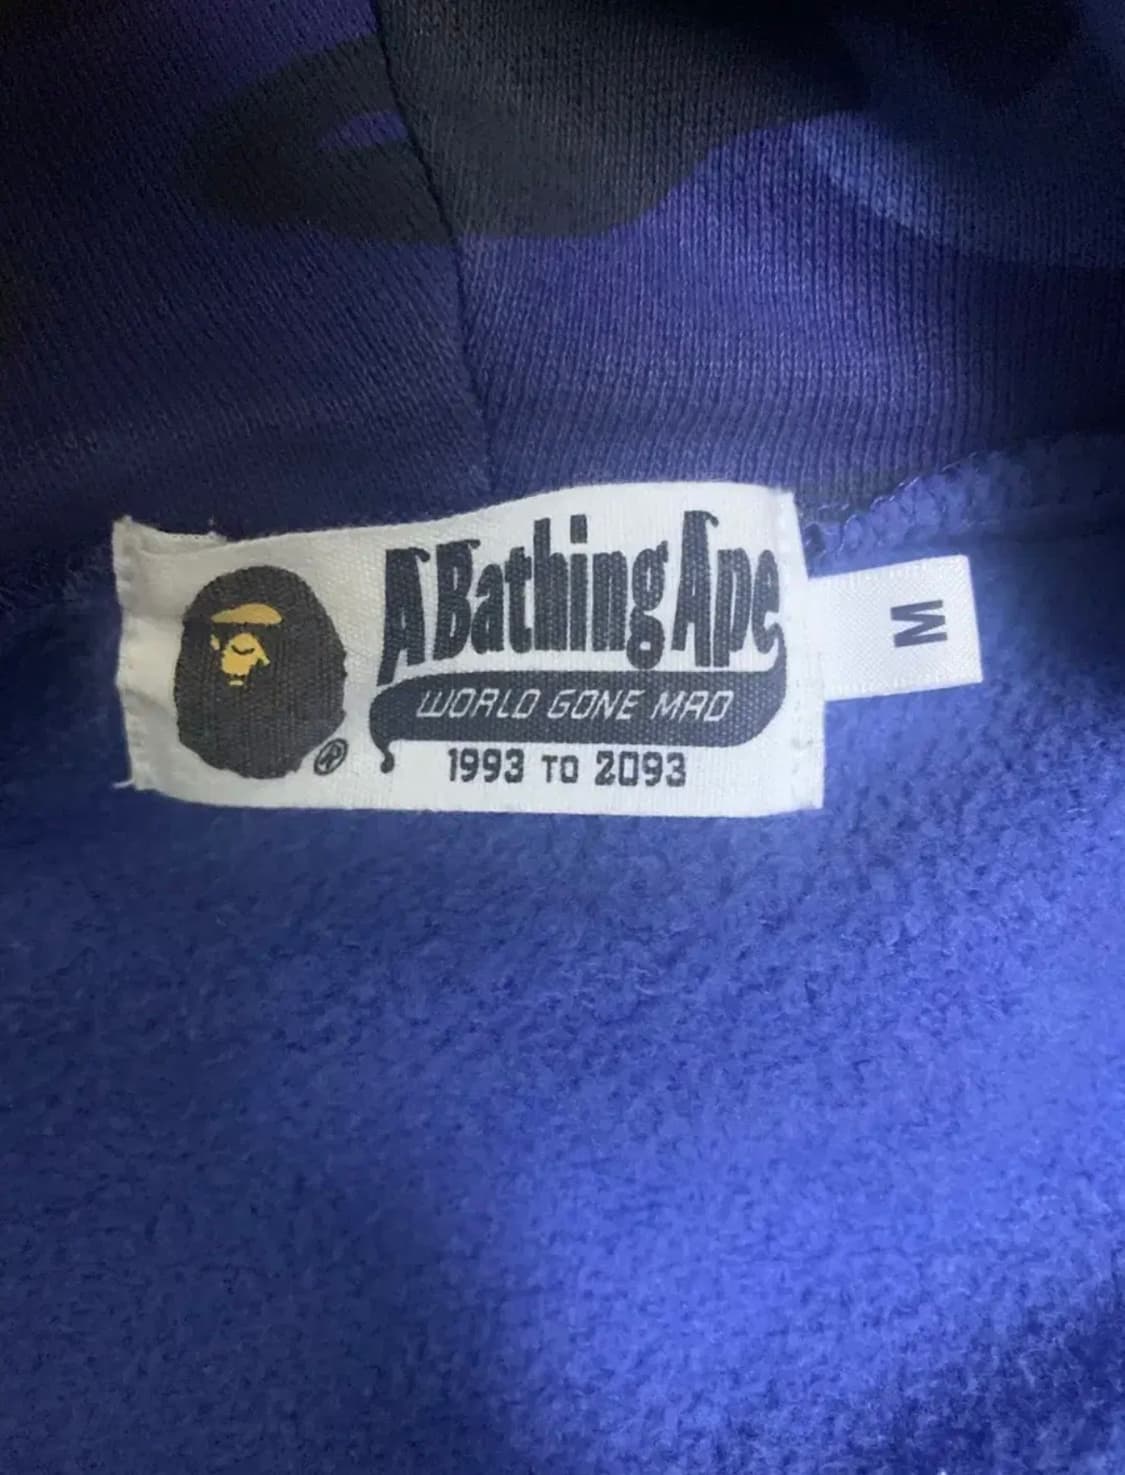 A Bathing Ape
WORLD GONE MAD
1993 TO 2093
M